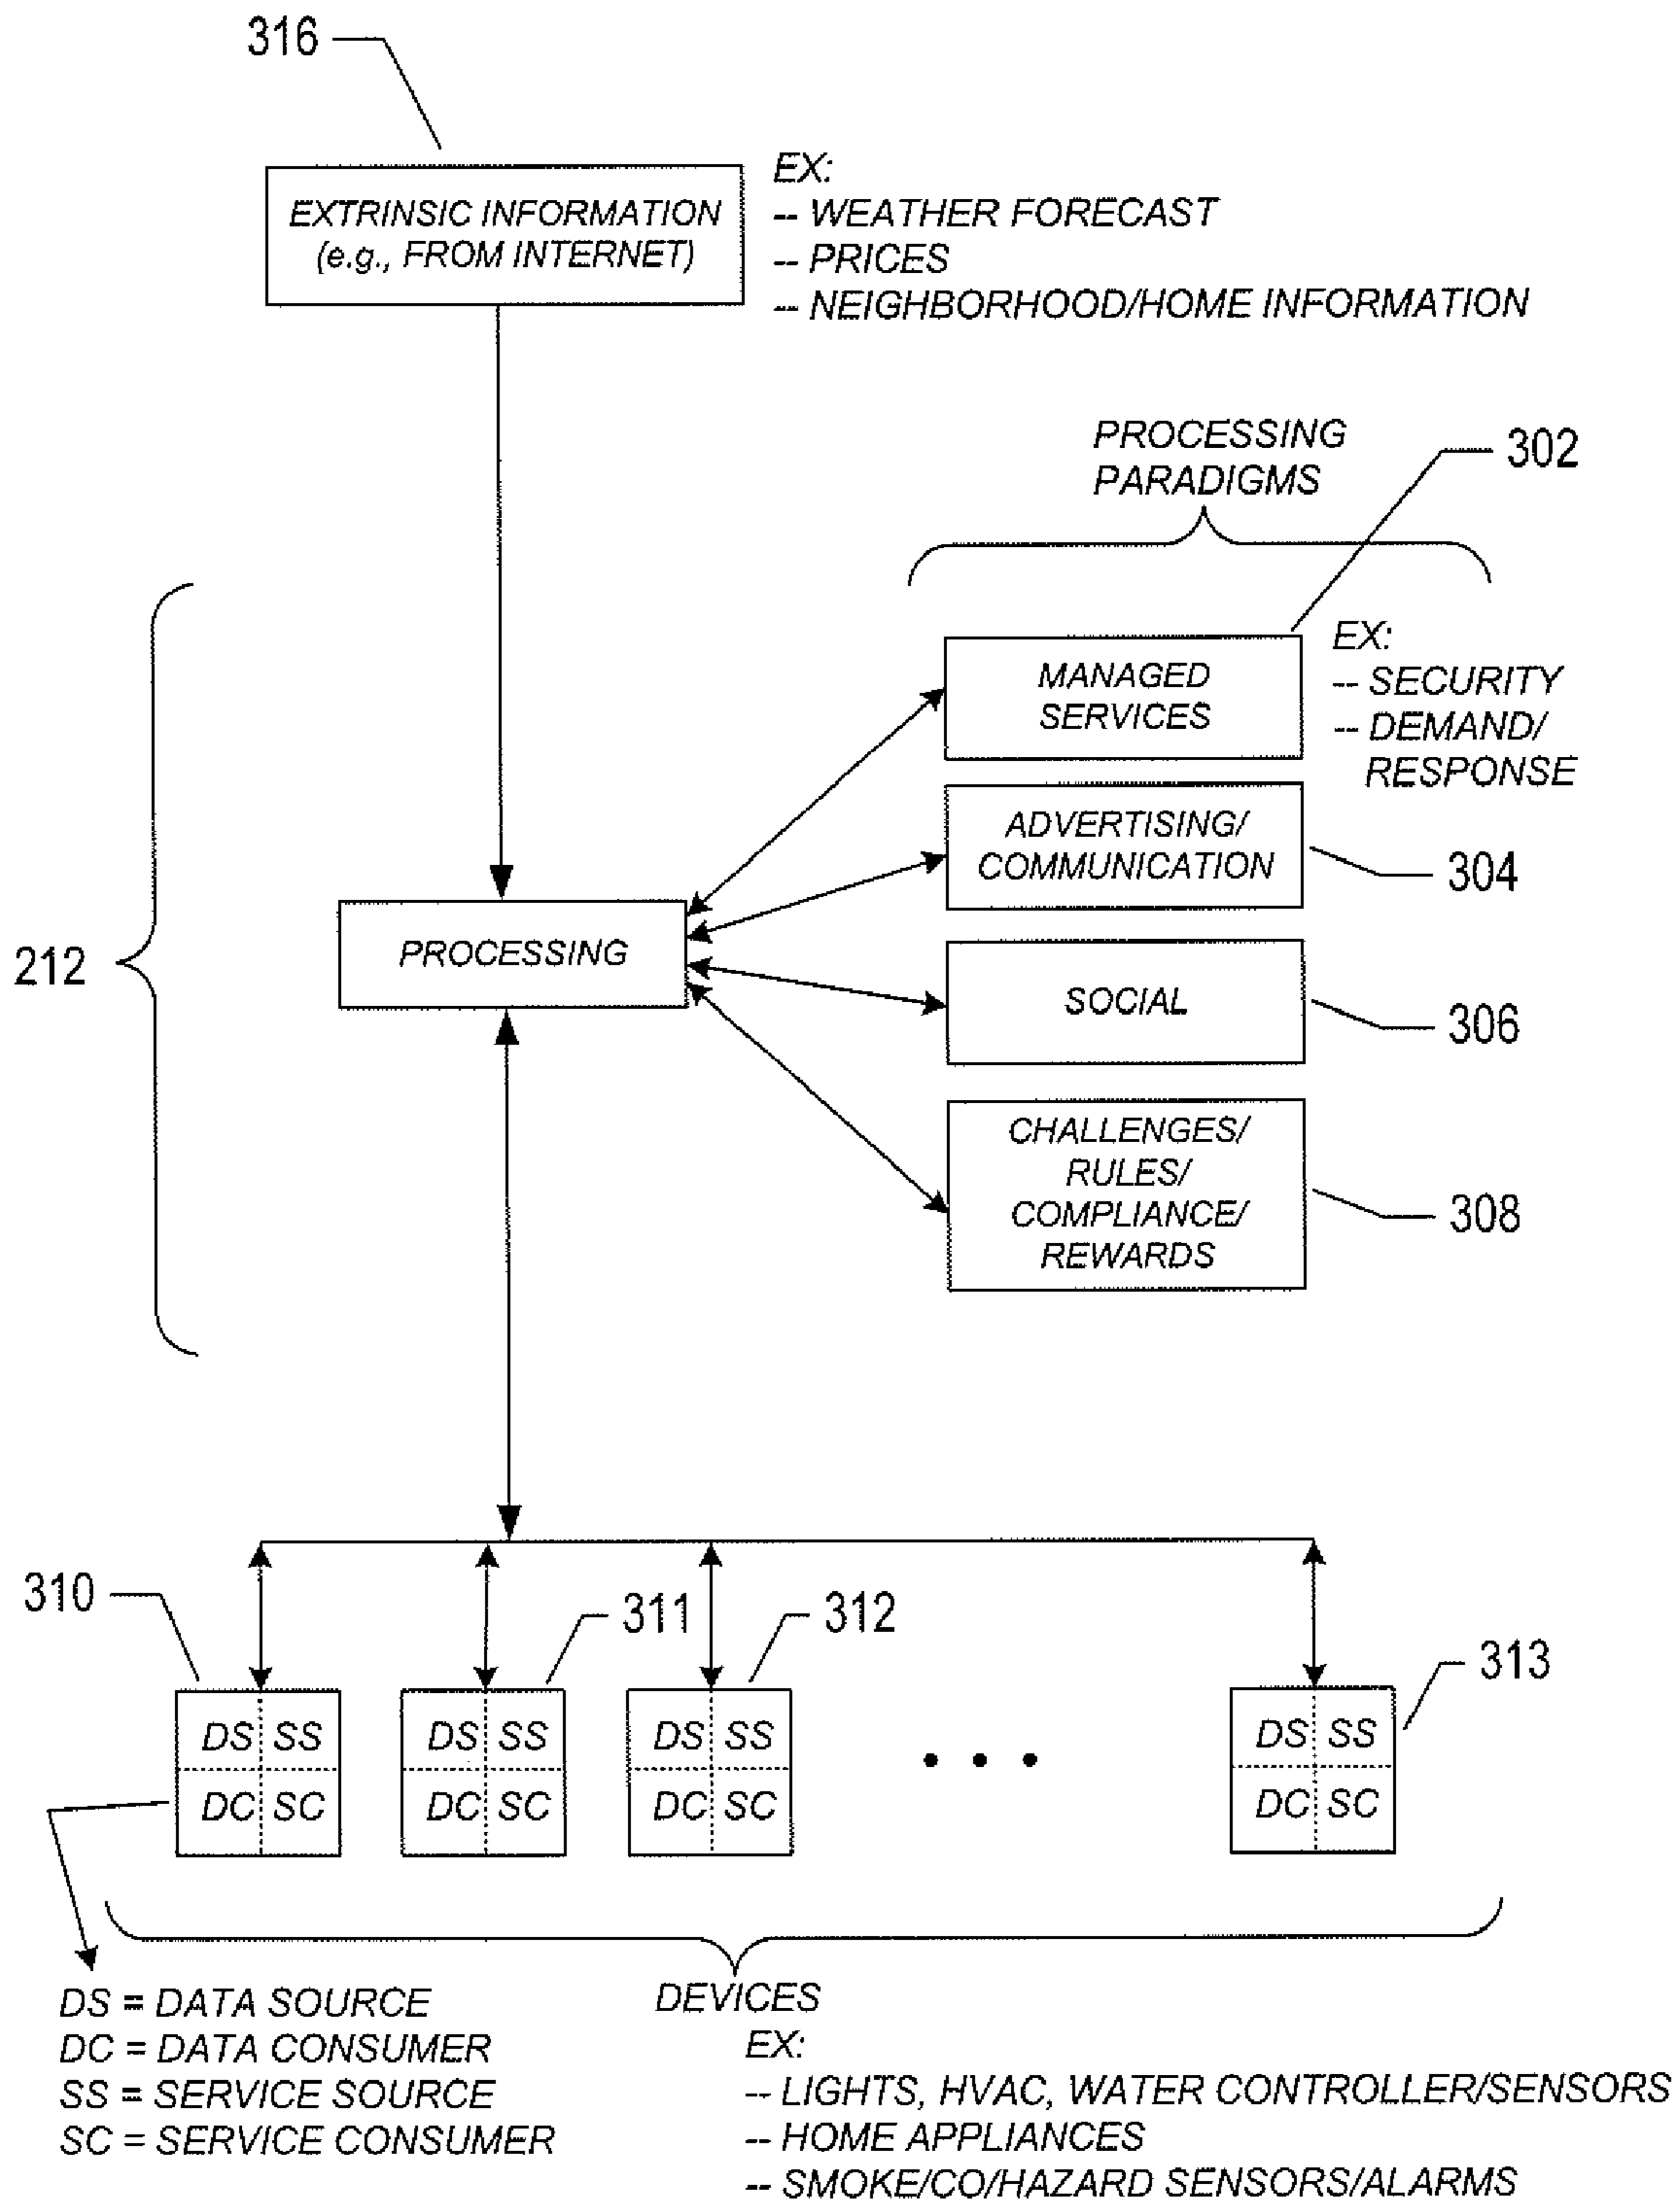 316
EXTRINSIC INFORMATION
(e.g., FROM INTERNET)
EX:
-- WEATHER FORECAST
-- PRICES
-- NEIGHBORHOOD/HOME INFORMATION
PROCESSING
PARADIGMS
302
MANAGED
SERVICES
EX:
-- SECURITY
-- DEMAND/
RESPONSE
ADVERTISING/
COMMUNICATION
304
212
PROCESSING
SOCIAL
306
CHALLENGES/
RULES/
COMPLIANCE/
REWARDS
308
310
311
312
313
DS SS
DC SC
DS SS
DC SC
DS SS
DC SC
• • •
DS SS
DC SC
DS = DATA SOURCE
DC = DATA CONSUMER
SS = SERVICE SOURCE
SC = SERVICE CONSUMER
DEVICES
EX:
-- LIGHTS, HVAC, WATER CONTROLLER/SENSORS
-- HOME APPLIANCES
-- SMOKE/CO/HAZARD SENSORS/ALARMS